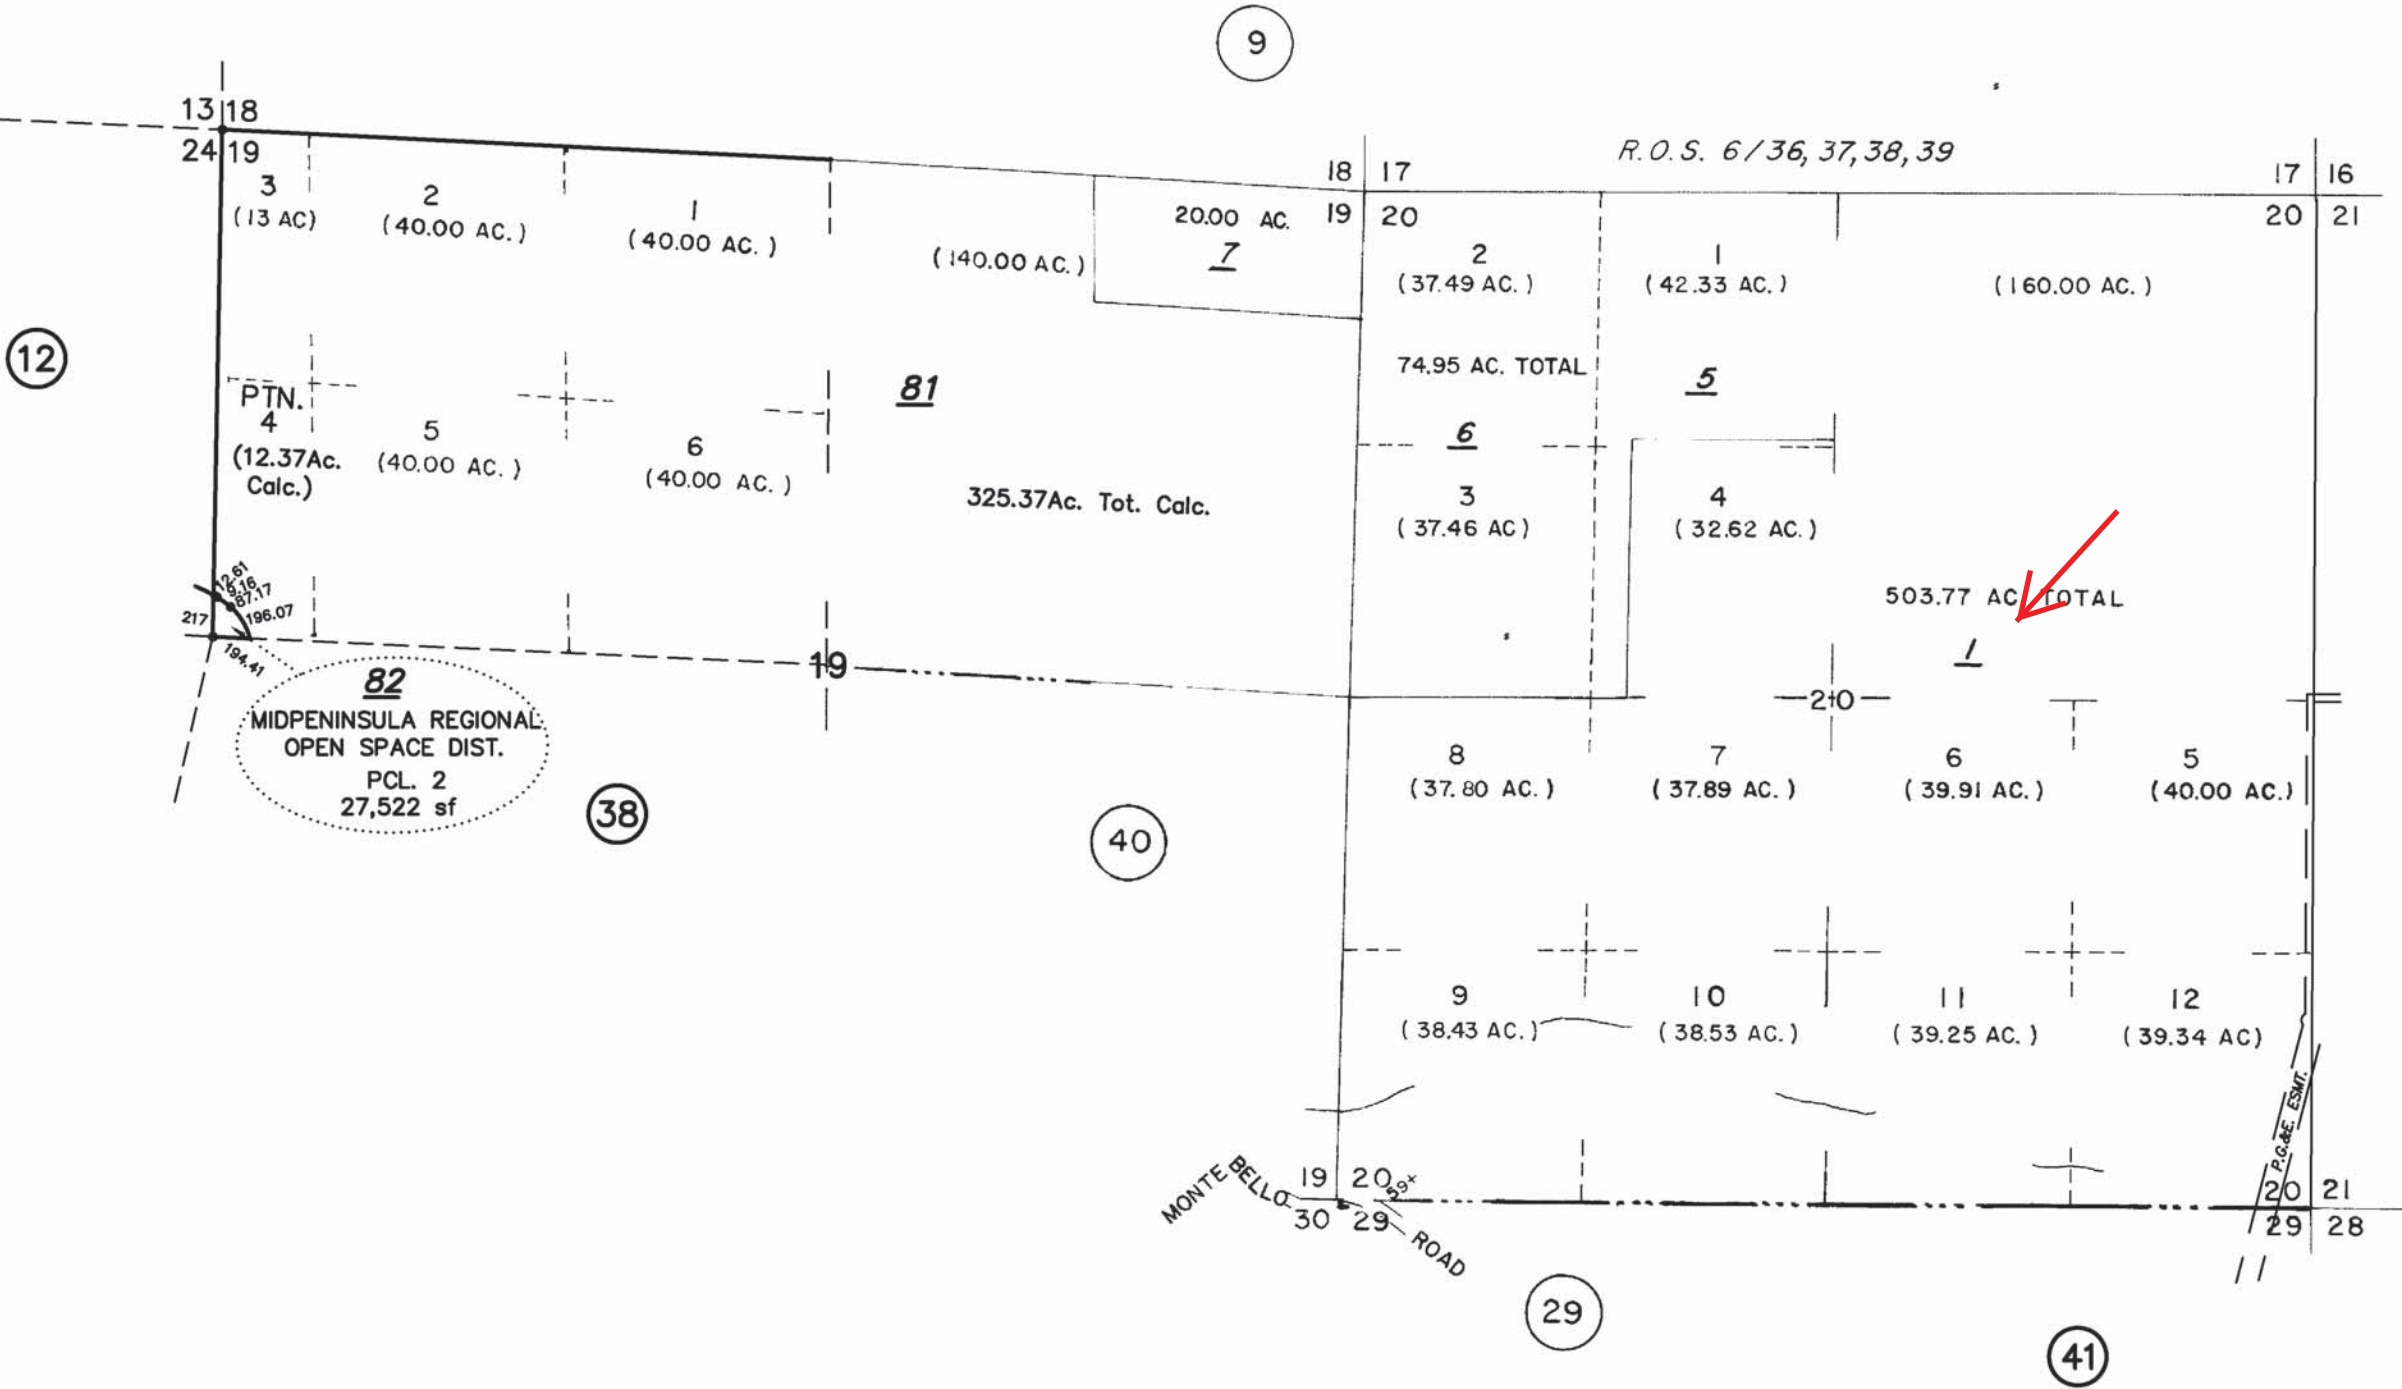 9
R.O.S. 6/36, 37, 38, 39
13 18
24 19
18 17
19 20
17 16
20 21
3
(13 AC)
2
(40.00 AC.)
1
(40.00 AC.)
(140.00 AC.)
20.00 AC.
7
2
(37.49 AC.)
1
(42.33 AC.)
(160.00 AC.)
12
PTN.
4
(12.37Ac.
Calc.)
5
(40.00 AC.)
6
(40.00 AC.)
81
325.37Ac. Tot. Calc.
74.95 AC. TOTAL
5
6
3
(37.46 AC)
4
(32.62 AC.)
503.77 AC. TOTAL
1
12.61
9.16
87.17
196.07
217
194.41
82
MIDPENINSULA REGIONAL
OPEN SPACE DIST.
PCL. 2
27,522 sf
19
20
38
40
8
(37.80 AC.)
7
(37.89 AC.)
6
(39.91 AC.)
5
(40.00 AC.)
9
(38.43 AC.)
10
(38.53 AC.)
11
(39.25 AC.)
12
(39.34 AC)
P.G.&E. ESMT.
MONTE BELLO ROAD
19 20
30 29
59+
20 21
29 28
29
41